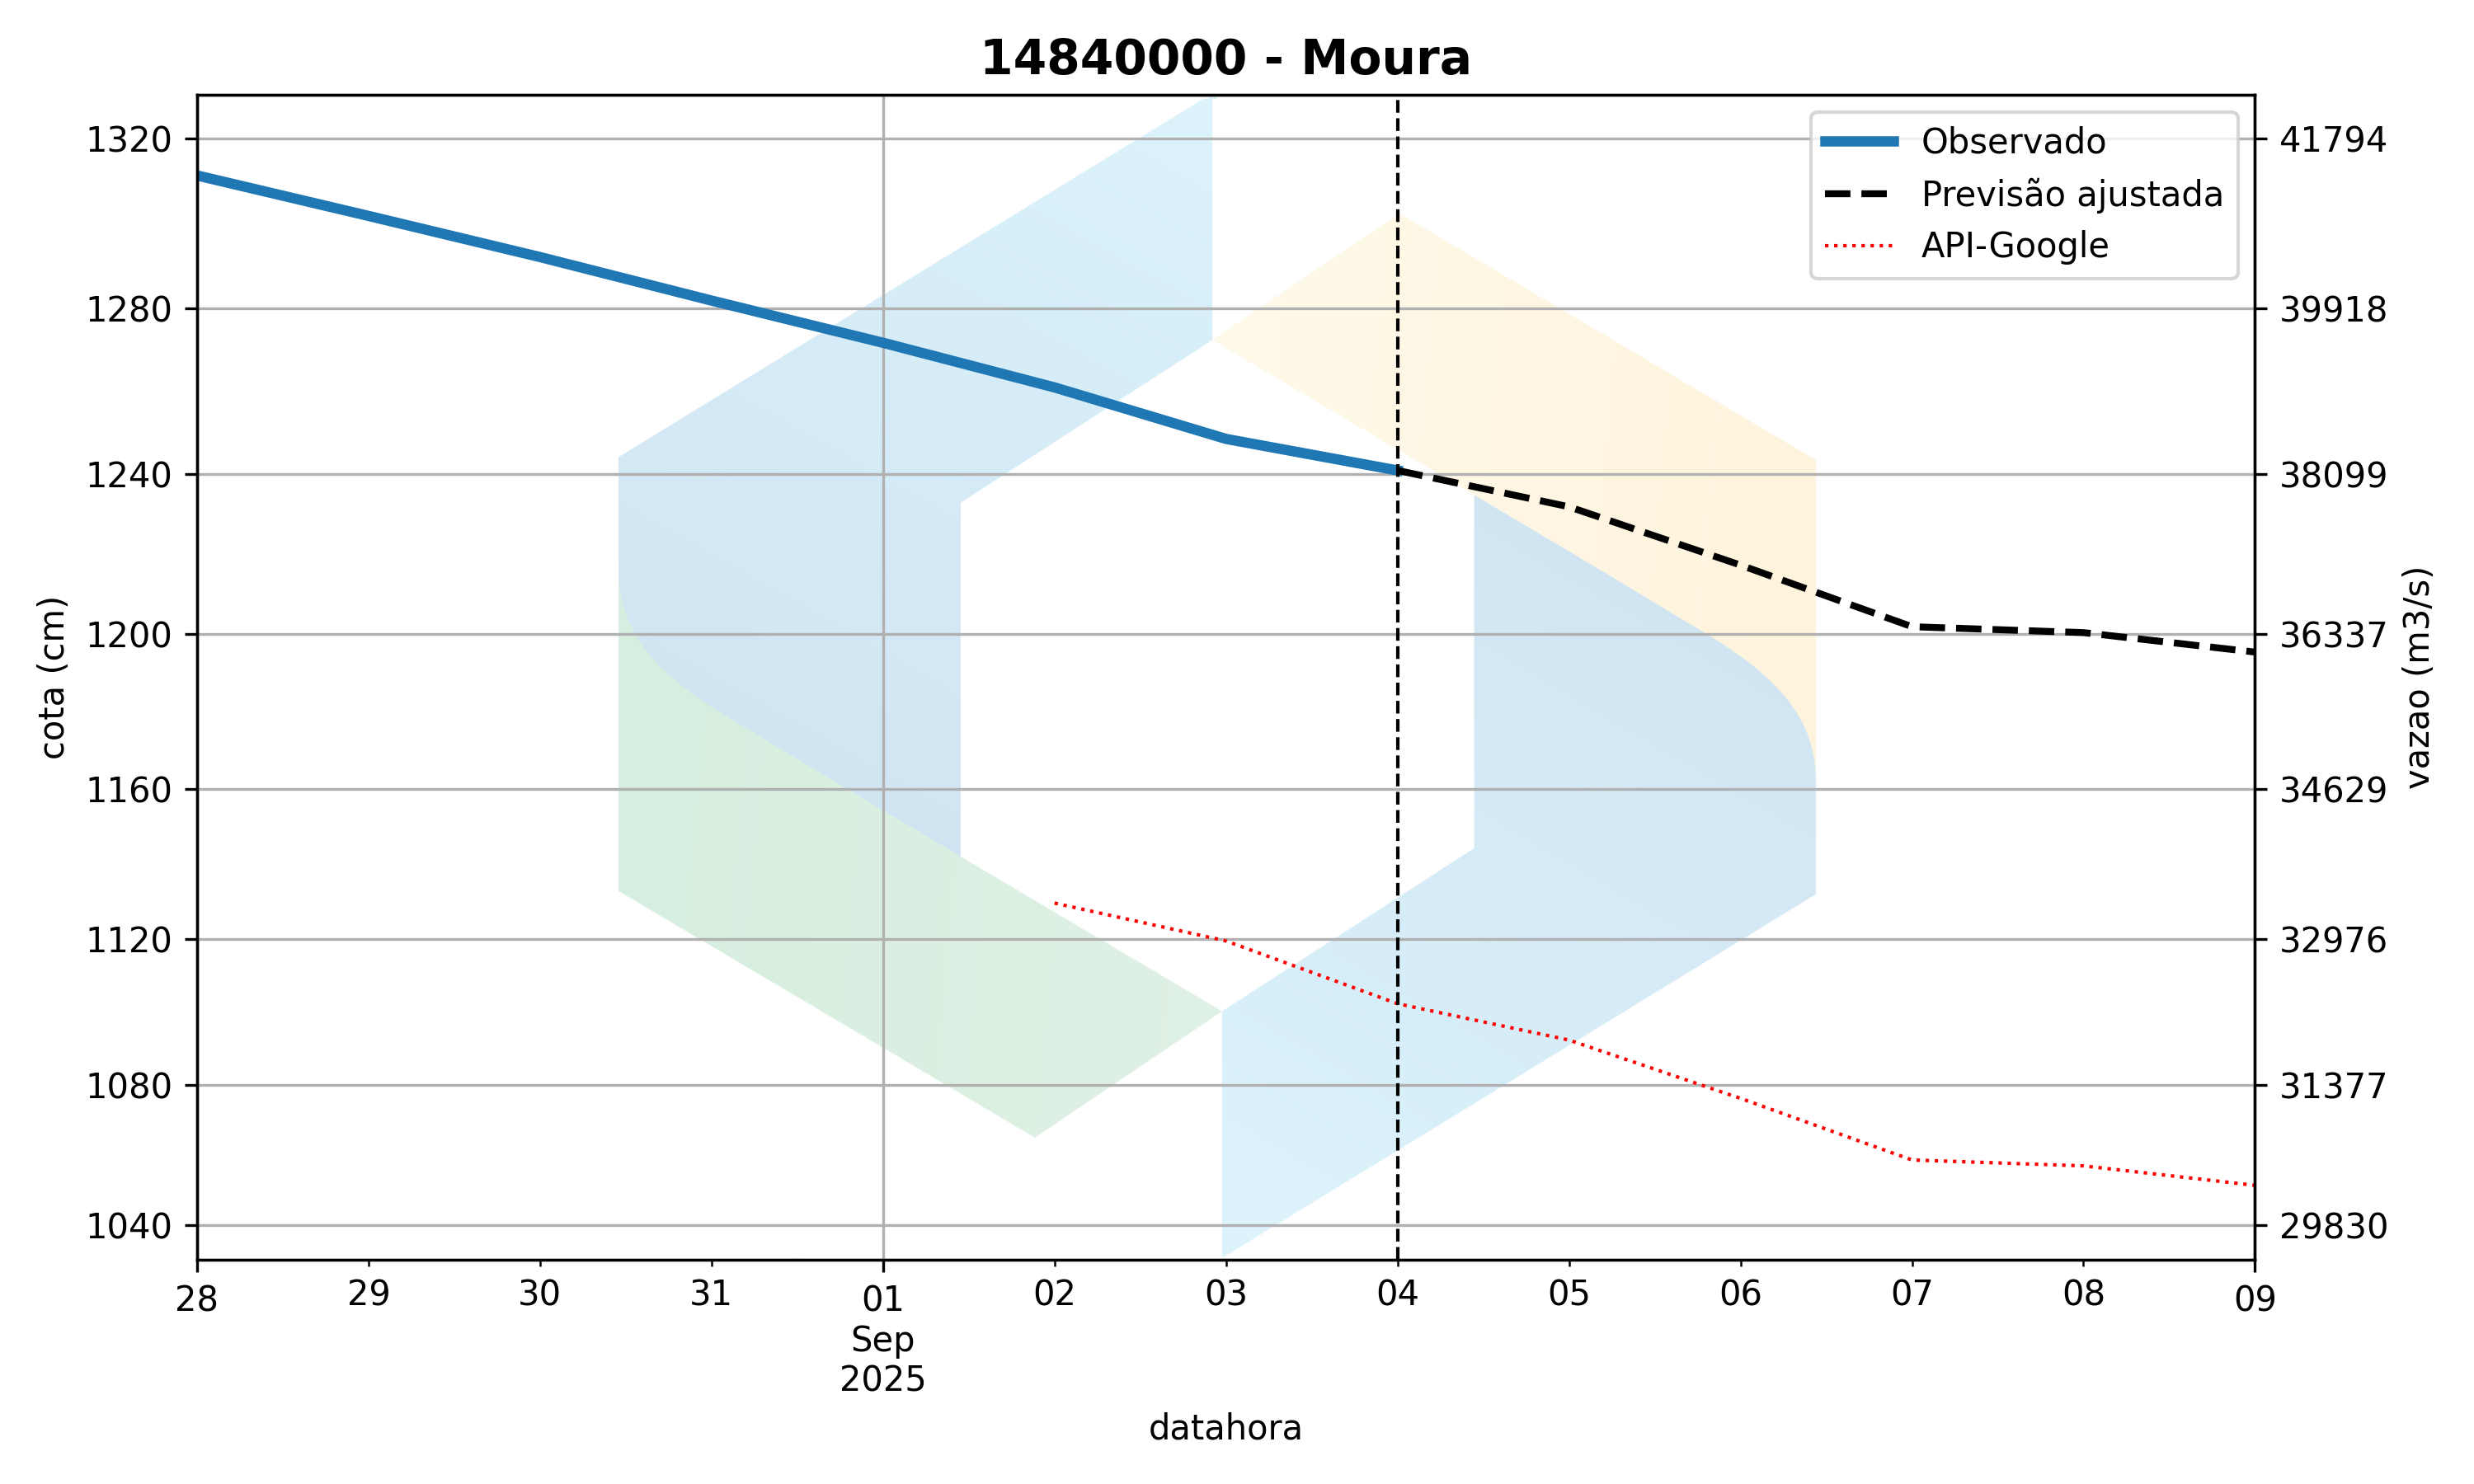 14840000 - Moura
Observado
Previsão ajustada
API-Google
1320
1280
1240
1200
1160
1120
1080
1040
cota (cm)
41794
39918
38099
36337
34629
32976
31377
29830
vazao (m3/s)
28 29 30 31 01 02 03 04 05 06 07 08 09
Sep
2025
datahora